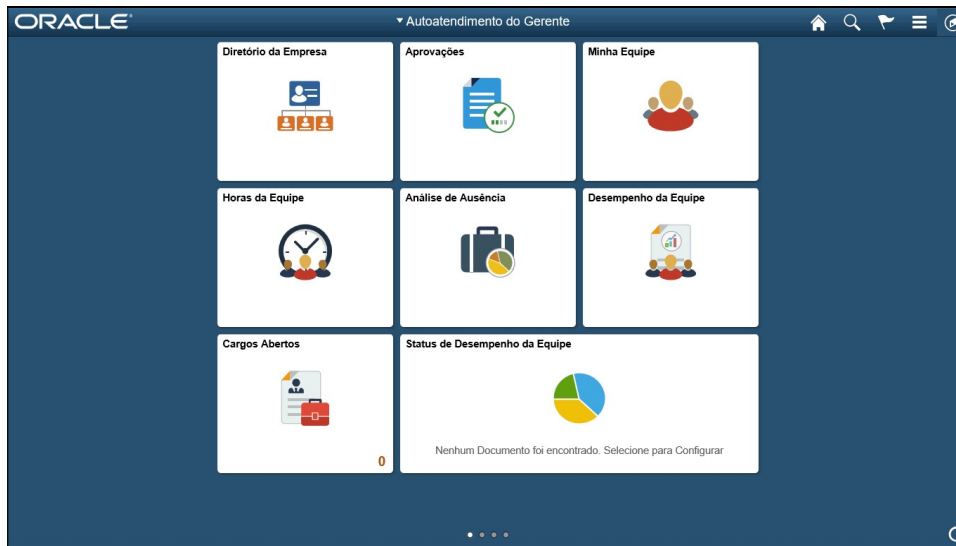 ORACLE
Autoatendimento do Gerente
Diretório da Empresa
Aprovações
Minha Equipe
Horas da Equipe
Análise de Ausência
Desempenho da Equipe
Cargos Abertos
0
Status de Desempenho da Equipe
Nenhum Documento foi encontrado. Selecione para Configurar